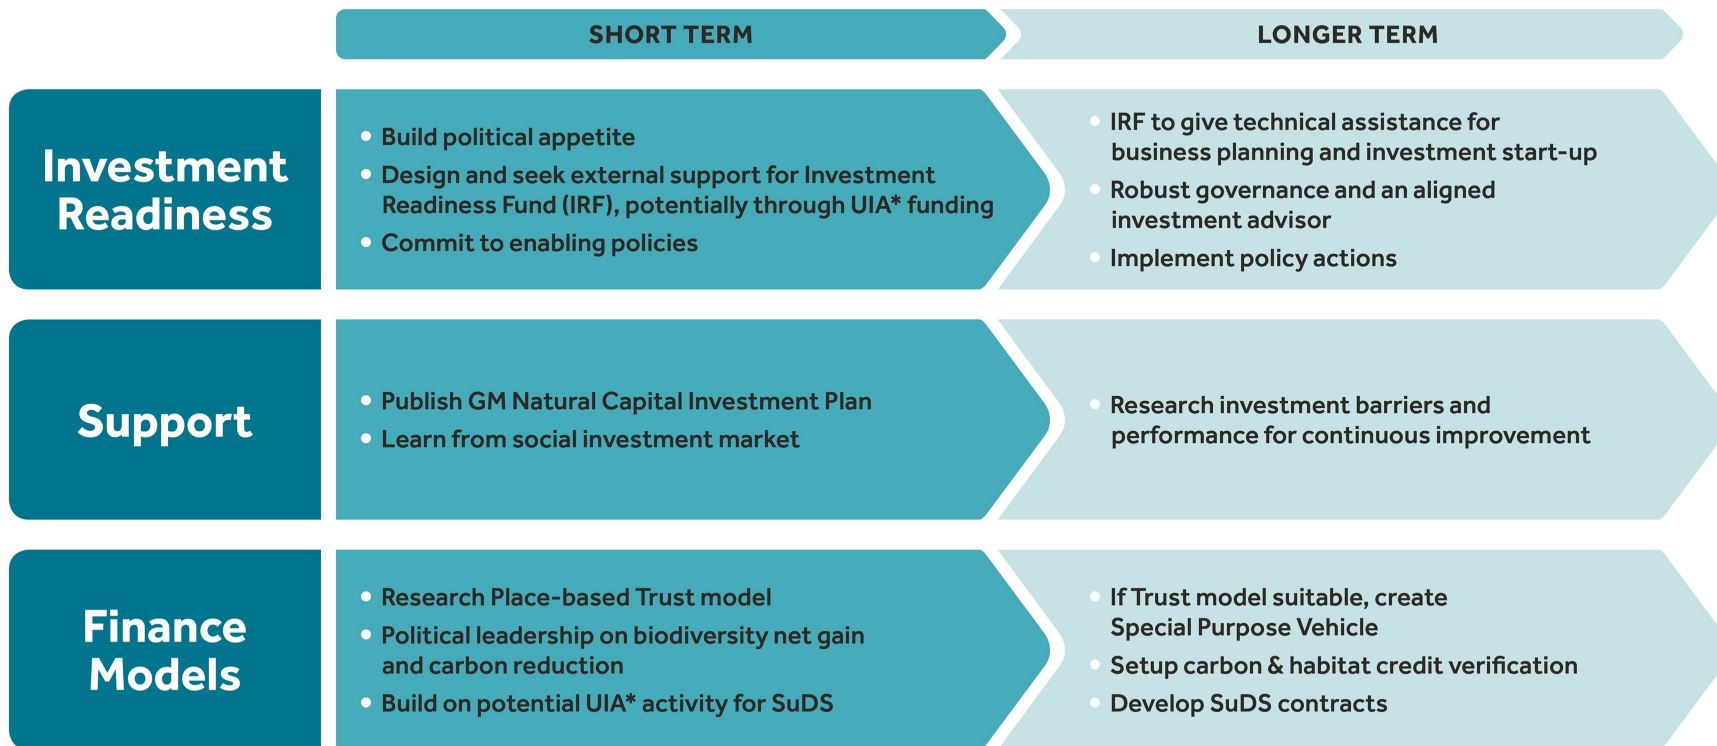 SHORT TERM
LONGER TERM
Investment
Readiness
• Build political appetite
• Design and seek external support for Investment
Readiness Fund (IRF), potentially through UIA* funding
• Commit to enabling policies
• IRF to give technical assistance for
business planning and investment start-up
• Robust governance and an aligned
investment advisor
• Implement policy actions
Support
• Publish GM Natural Capital Investment Plan
• Learn from social investment market
• Research investment barriers and
performance for continuous improvement
Finance
Models
• Research Place-based Trust model
• Political leadership on biodiversity net gain
and carbon reduction
• Build on potential UIA* activity for SuDS
• If Trust model suitable, create
Special Purpose Vehicle
• Setup carbon & habitat credit verification
• Develop SuDS contracts